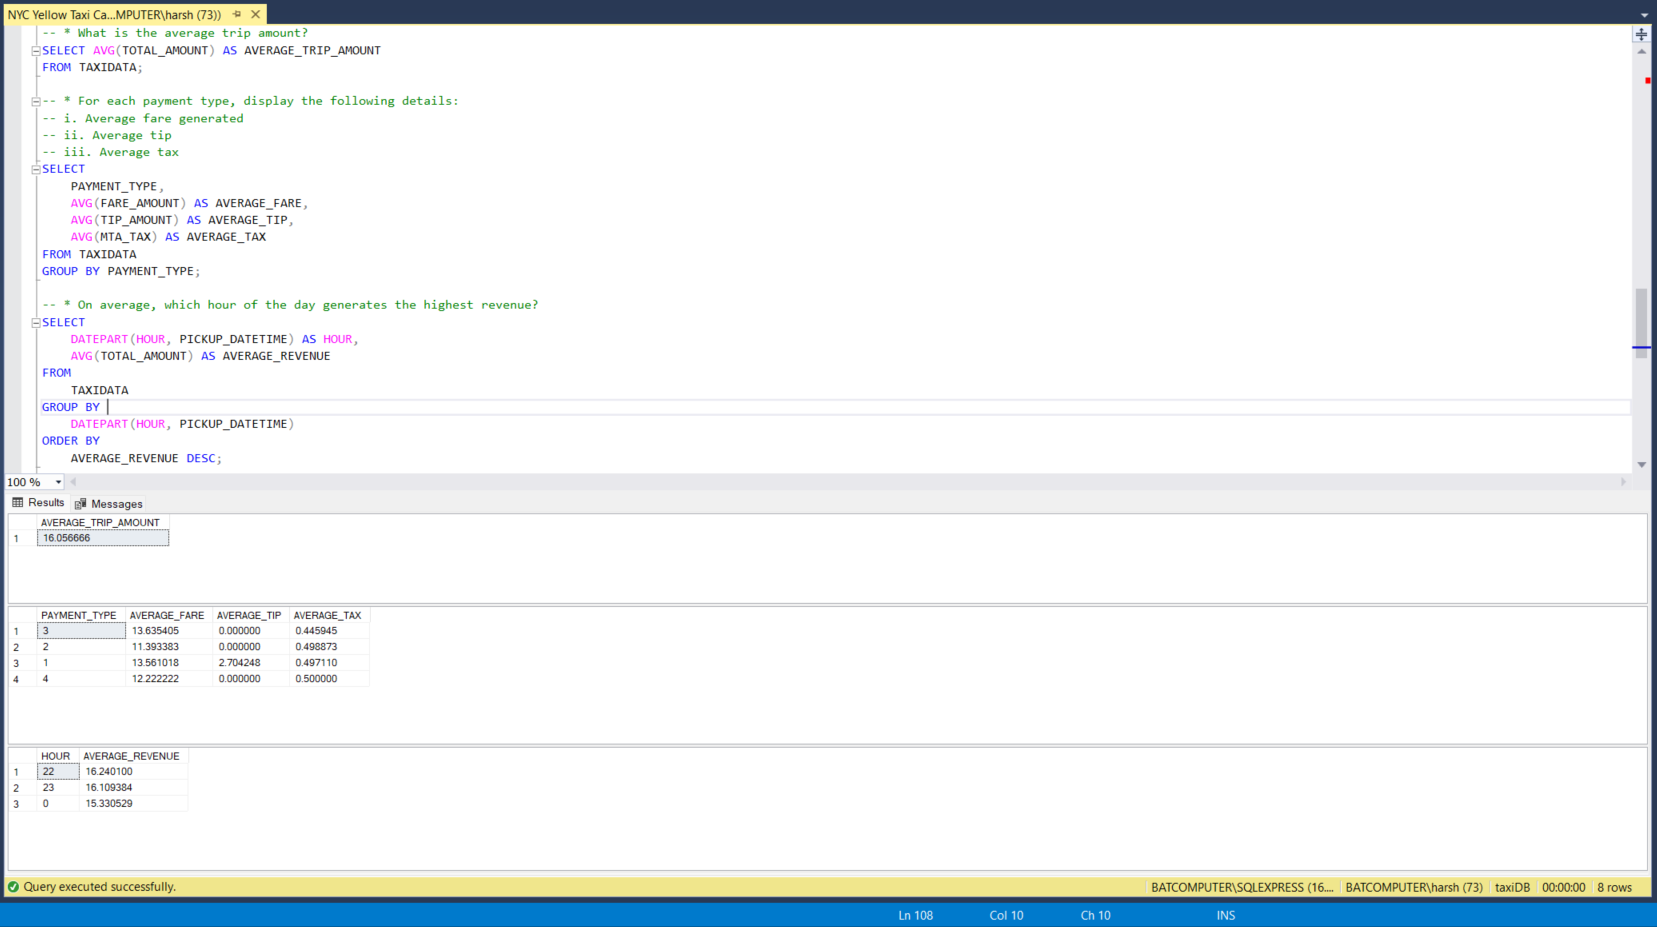 NYC Yellow Taxi Ca...MPUTER\harsh (73))
-- * What is the average trip amount?
SELECT AVG(TOTAL_AMOUNT) AS AVERAGE_TRIP_AMOUNT
FROM TAXIDATA;
-- * For each payment type, display the following details:
-- i. Average fare generated
-- ii. Average tip
-- iii. Average tax
SELECT
PAYMENT_TYPE,
AVG(FARE_AMOUNT) AS AVERAGE_FARE,
AVG(TIP_AMOUNT) AS AVERAGE_TIP,
AVG(MTA_TAX) AS AVERAGE_TAX
FROM TAXIDATA
GROUP BY PAYMENT_TYPE;
-- * On average, which hour of the day generates the highest revenue?
SELECT
DATEPART(HOUR, PICKUP_DATETIME) AS HOUR,
AVG(TOTAL_AMOUNT) AS AVERAGE_REVENUE
FROM
TAXIDATA
GROUP BY
DATEPART(HOUR, PICKUP_DATETIME)
ORDER BY
AVERAGE_REVENUE DESC;
100 %
Results Messages
AVERAGE_TRIP_AMOUNT
1 16.056666
PAYMENT_TYPE AVERAGE_FARE AVERAGE_TIP AVERAGE_TAX
1 3 13.635405 0.000000 0.445945
2 2 11.393383 0.000000 0.498873
3 1 13.561018 2.704248 0.497110
4 4 12.222222 0.000000 0.500000
HOUR AVERAGE_REVENUE
1 22 16.240100
2 23 16.109384
3 0 15.330529
Query executed successfully. BATCOMPUTER\SQLEXPRESS (16.... BATCOMPUTER\harsh (73) taxiDB 00:00:00 8 rows
Ln 108 Col 10 Ch 10 INS